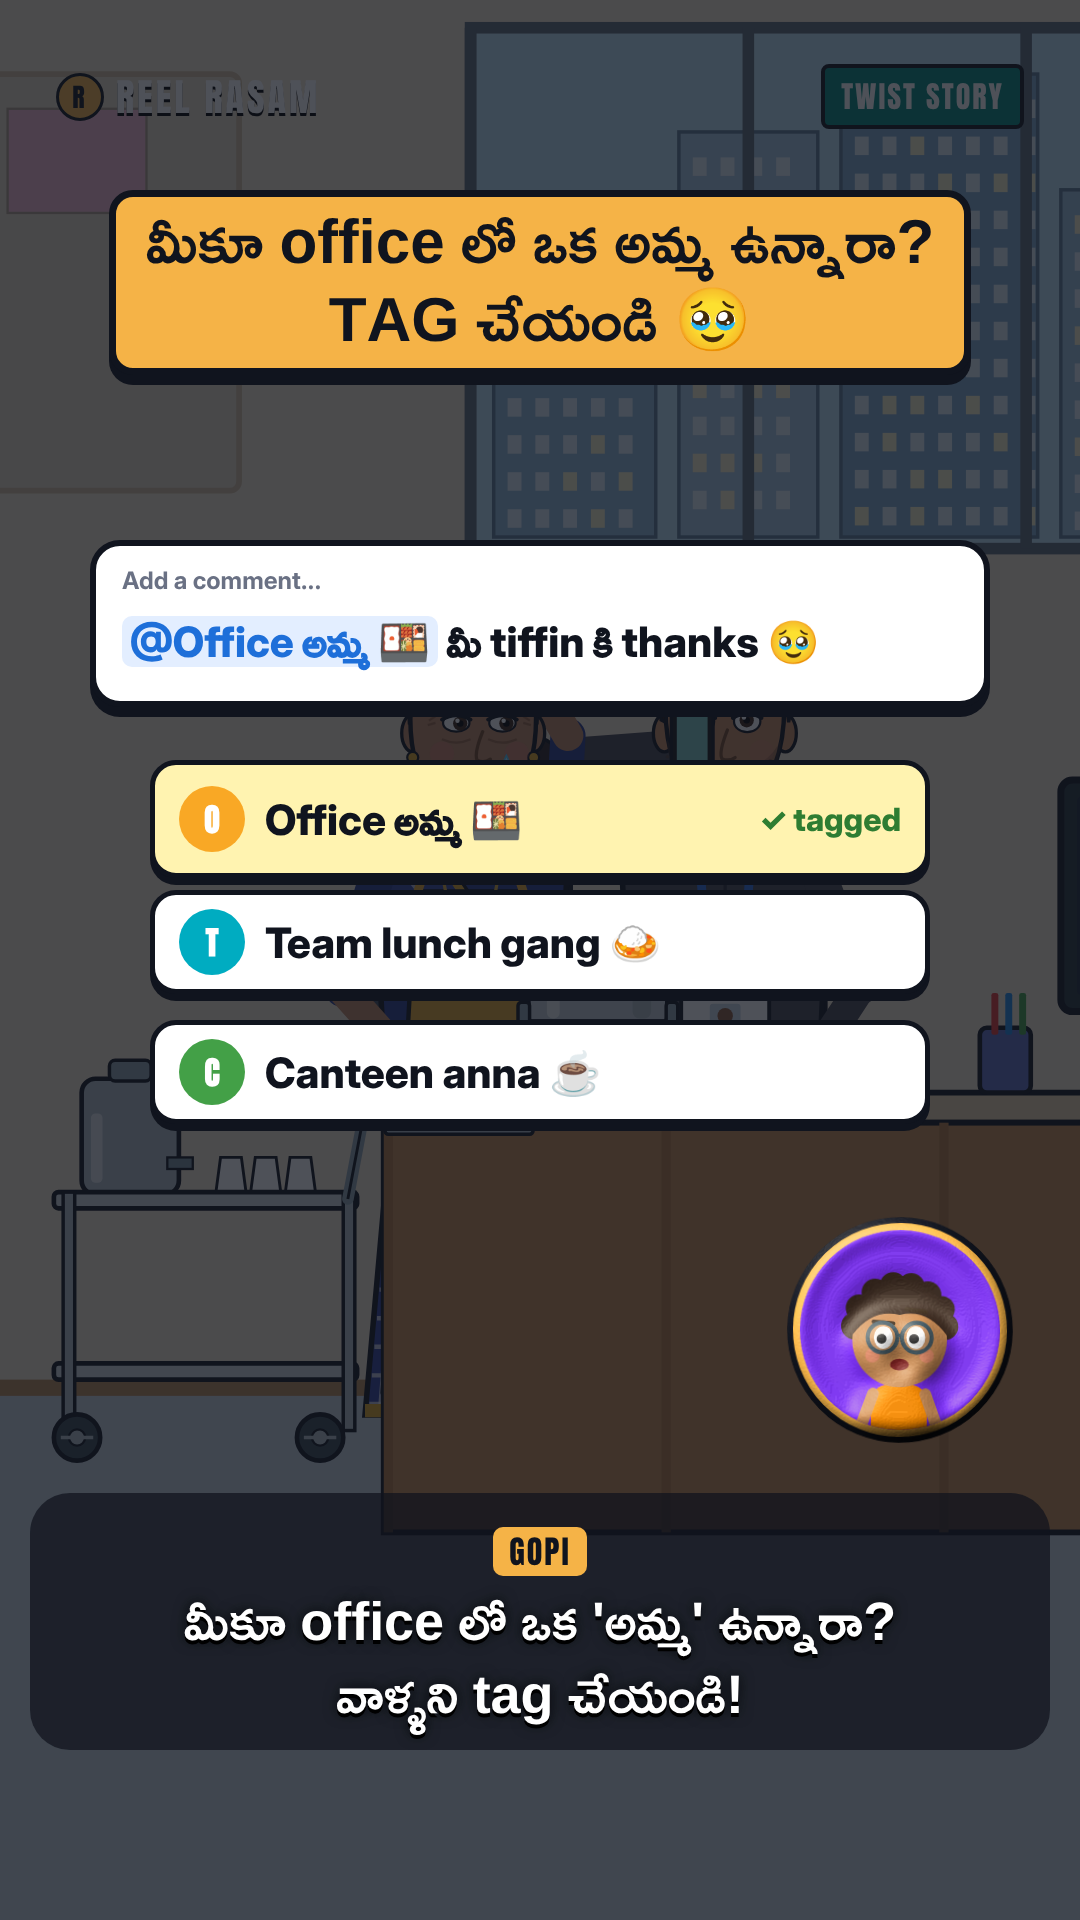 R REEL RASAM
TWIST STORY
మీకూ office లో ఒక అమ్మ ఉన్నారా?
TAG చేయండి 🥹
Add a comment...
@Office అమ్మ 🍱 మీ tiffin కి thanks 🥹
O Office అమ్మ 🍱 ✓ tagged
T Team lunch gang 🍛
C Canteen anna ☕
GOPI
మీకూ office లో ఒక 'అమ్మ' ఉన్నారా?
వాళ్ళని tag చేయండి!